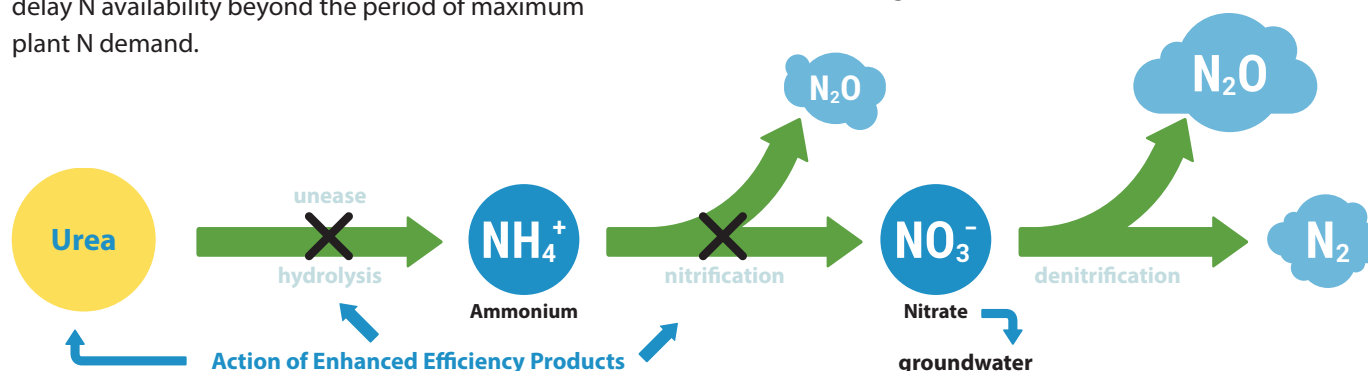 delay N availability beyond the period of maximum
plant N demand.
N₂O
N₂O
unease
Urea
NH₄⁺
NO₃⁻
N₂
hydrolysis
nitrification
denitrification
Ammonium
Nitrate
Action of Enhanced Efficiency Products
groundwater